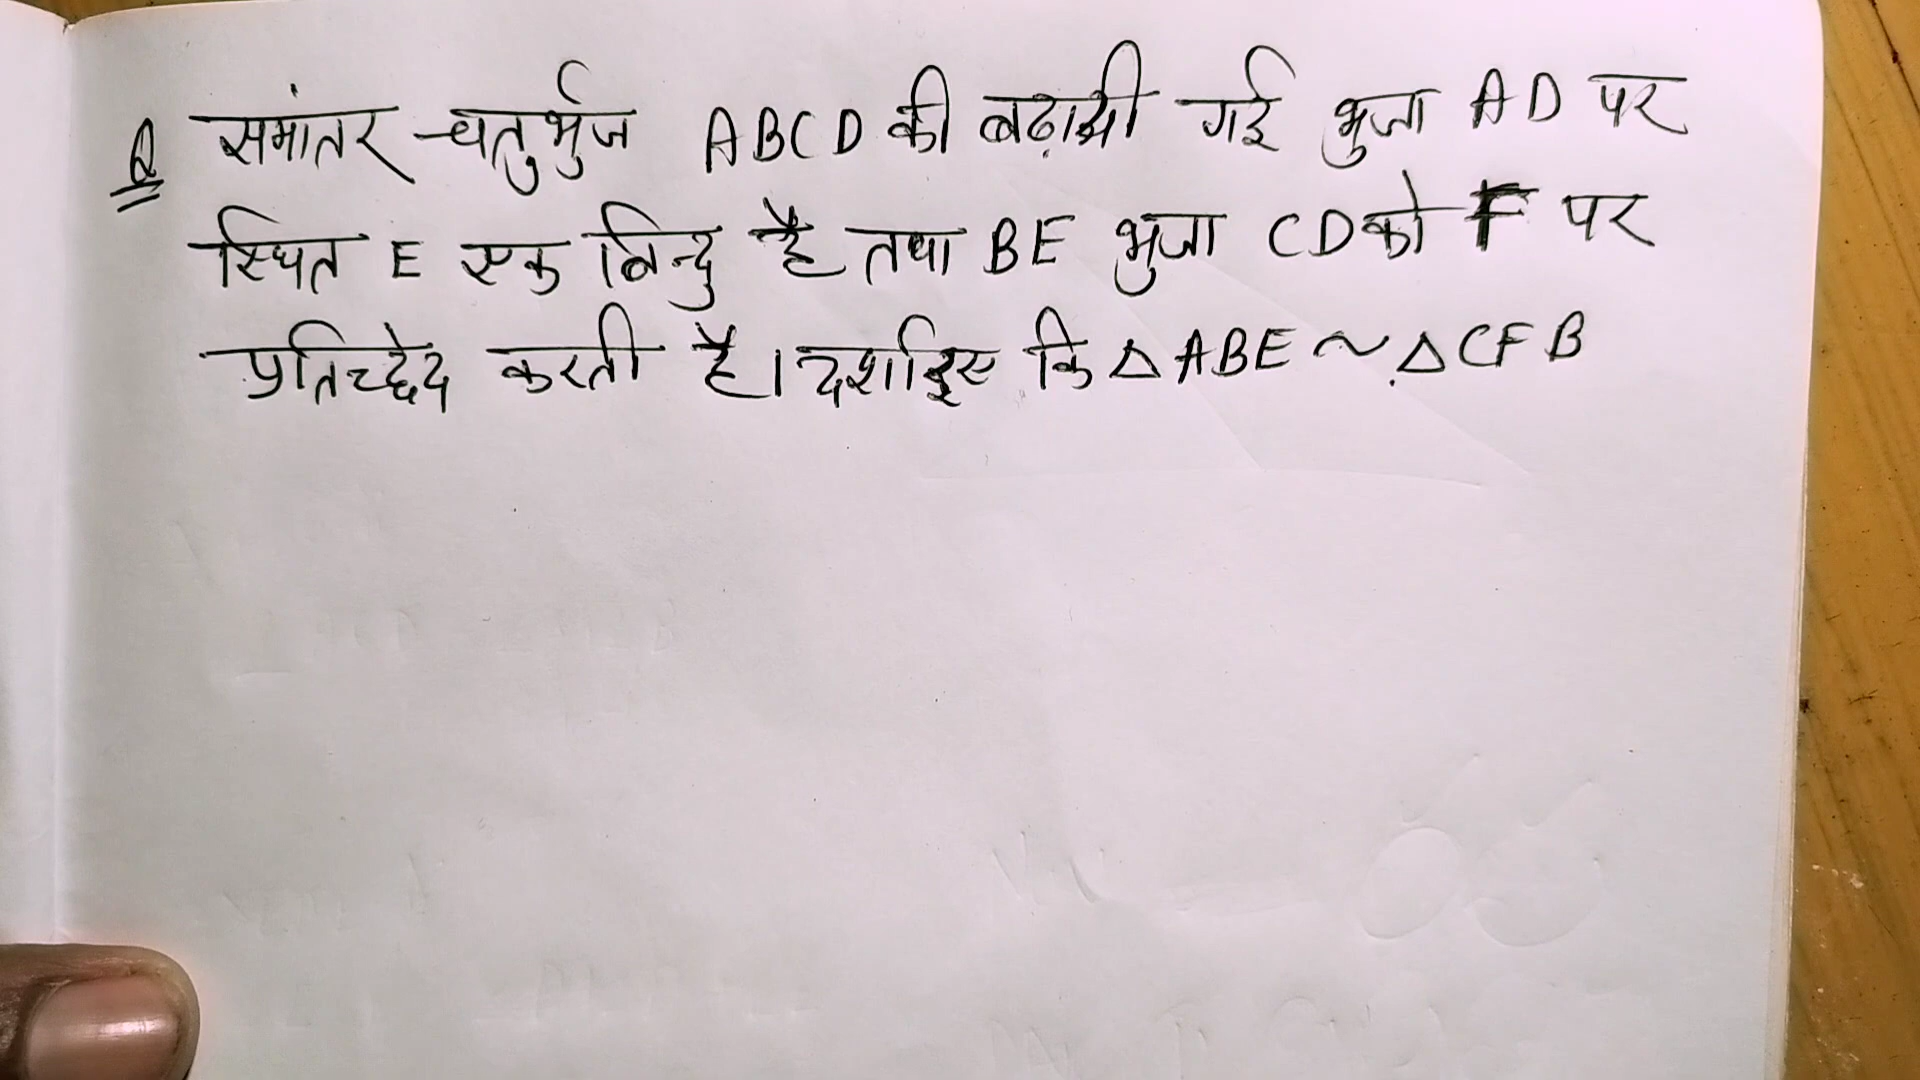 Q समांतर चतुर्भुज ABCD की बढ़ायी गई भुजा AD पर
स्थित E एक बिन्दु है तथा BE भुजा CD को F पर
प्रतिच्छेद करती है। दर्शाइए कि △ABE ~ △CFB